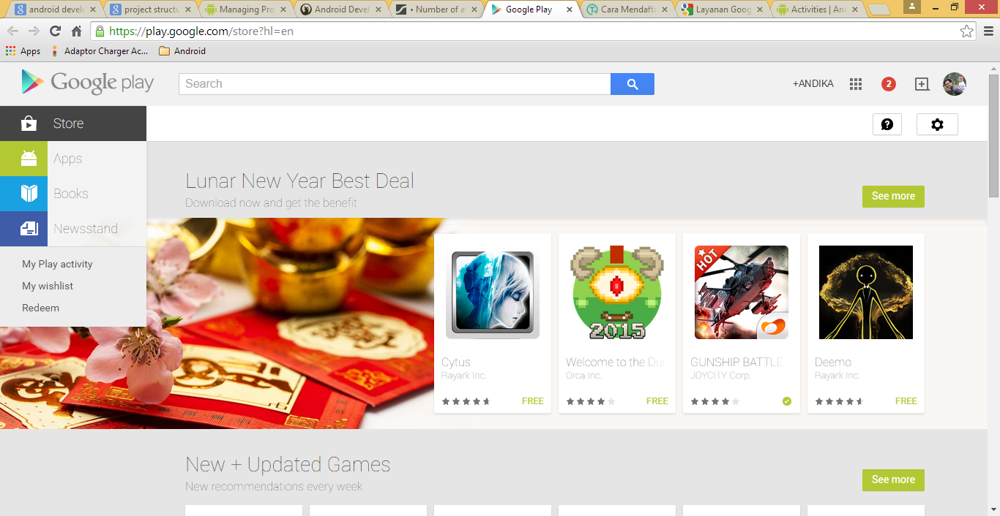 android devel
project structu
Managing Pro
Android Devel
• Number of a
Google Play
Cara Mendafta
Layanan Goog
Activities | And
https://play.google.com/store?hl=en
Apps
Adaptor Charger Ac...
Android
Google play
Search
+ANDIKA
2
Store
Apps
Books
Newsstand
My Play activity
My wishlist
Redeem
Lunar New Year Best Deal
Download now and get the benefit
See more
HOT
2015
Cytus
Rayark Inc.
FREE
Welcome to the Dun
Orca Inc.
FREE
GUNSHIP BATTLE
JOYCITY Corp.
Deemo
Rayark Inc.
FREE
New + Updated Games
New recommendations every week
See more